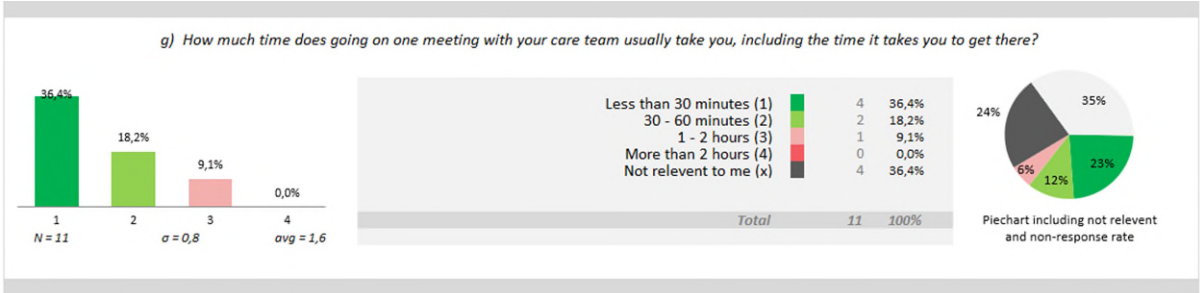 g) How much time does going on one meeting with your care team usually take you, including the time it takes you to get there?
36,4%
18,2%
9,1%
0,0%
1 2 3 4
N = 11 σ = 0,8 avg = 1,6
Less than 30 minutes (1) 4 36,4%
30 - 60 minutes (2) 2 18,2%
1 - 2 hours (3) 1 9,1%
More than 2 hours (4) 0 0,0%
Not relevent to me (x) 4 36,4%
Total 11 100%
35%
24%
23%
6%
12%
Piechart including not relevent
and non-response rate